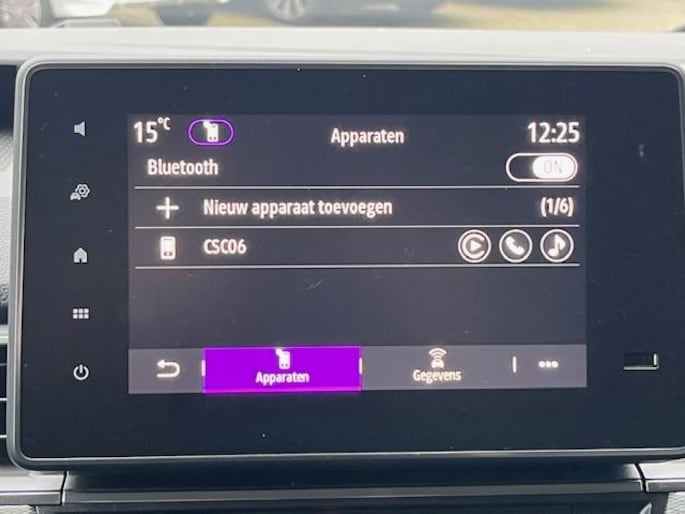 15°C Apparaten 12:25
Bluetooth ON
Nieuw apparaat toevoegen (1/6)
CSC06
Apparaten Gegevens